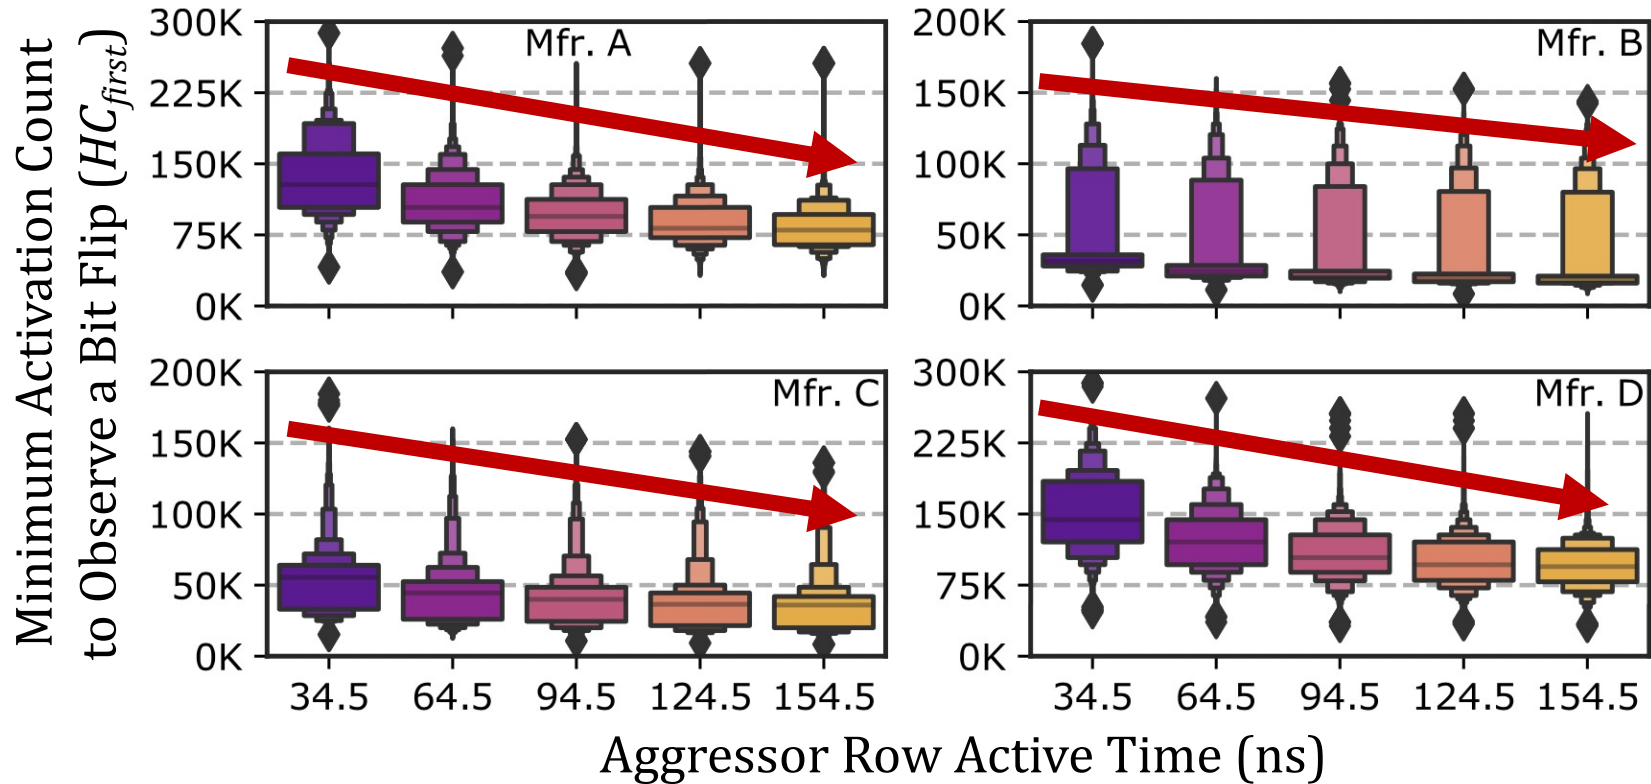 Minimum Activation Count
to Observe a Bit Flip (HCfirst)
300K
225K
150K
75K
0K
Mfr. A
200K
150K
100K
50K
0K
Mfr. B
200K
150K
100K
50K
0K
Mfr. C
34.5 64.5 94.5 124.5 154.5
300K
225K
150K
75K
0K
Mfr. D
34.5 64.5 94.5 124.5 154.5
Aggressor Row Active Time (ns)